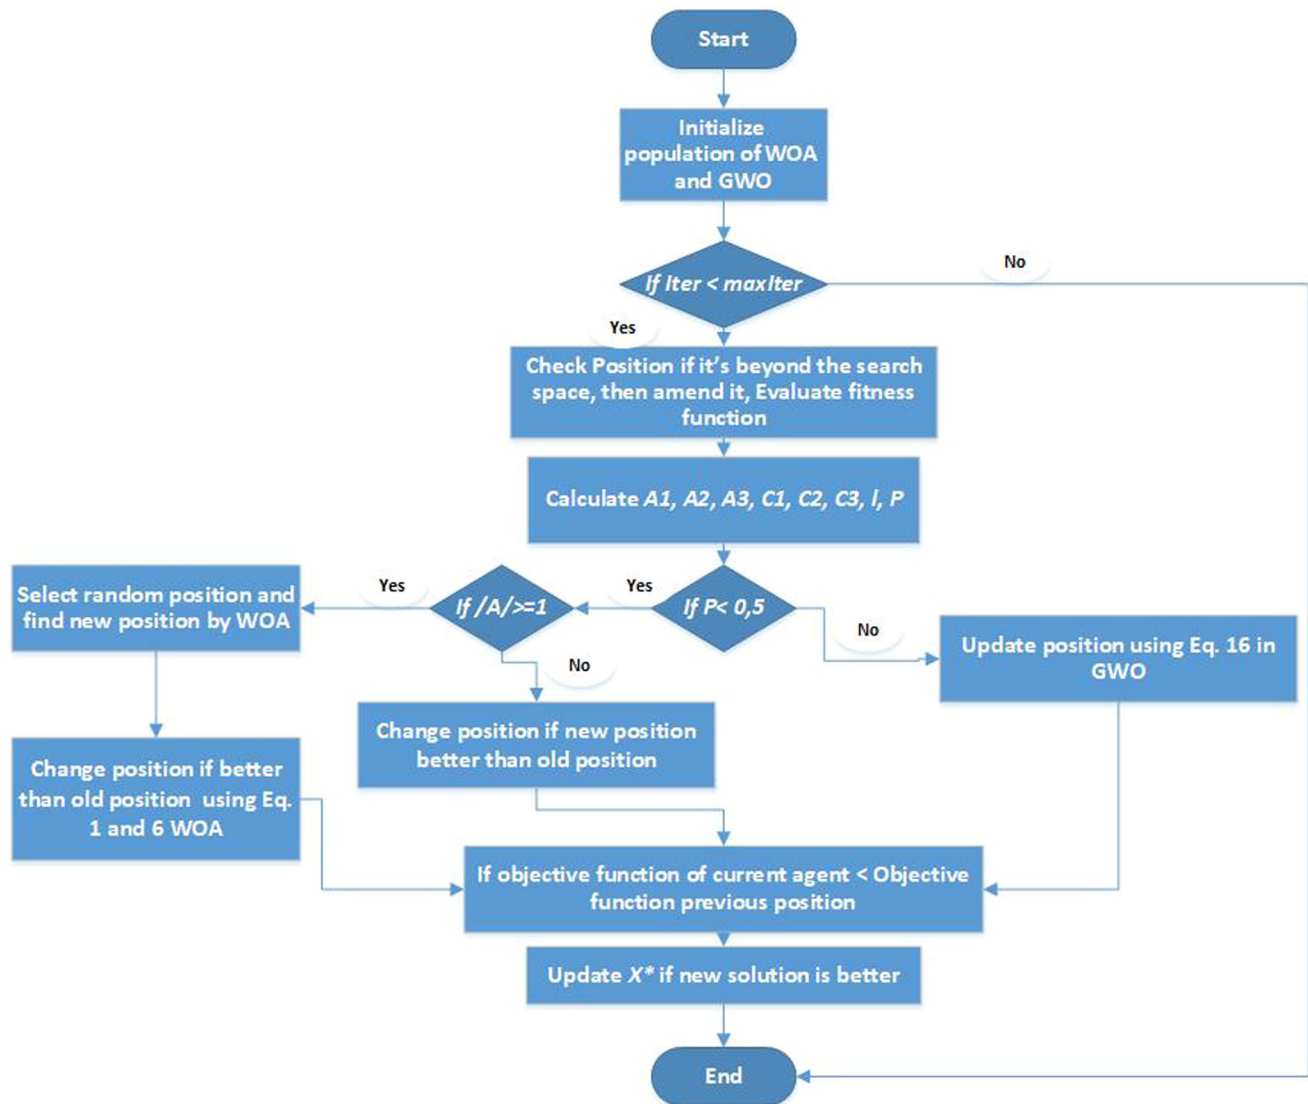 Start
Initialize
population of WOA
and GWO
If Iter < maxIter
No
Yes
Check Position if it's beyond the search
space, then amend it, Evaluate fitness
function
Calculate A1, A2, A3, C1, C2, C3, l, P
If P< 0,5
Yes
No
If /A/>=1
Yes
No
Select random position and
find new position by WOA
Update position using Eq. 16 in
GWO
Change position if new position
better than old position
Change position if better
than old position using Eq.
1 and 6 WOA
If objective function of current agent < Objective
function previous position
Update X* if new solution is better
End